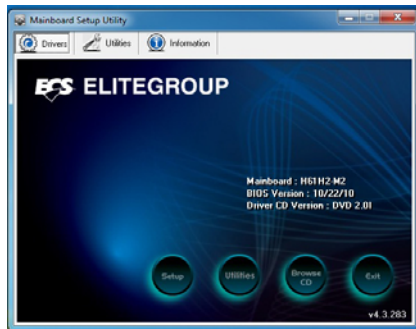 Mainboard Setup Utility
Drivers Utilities Information
ECS ELITEGROUP
Mainboard : H61H2-M2
BIOS Version : 10/22/10
Driver CD Version : DVD 2.0I
Setup Utilities Browse CD Exit
v4.3.283